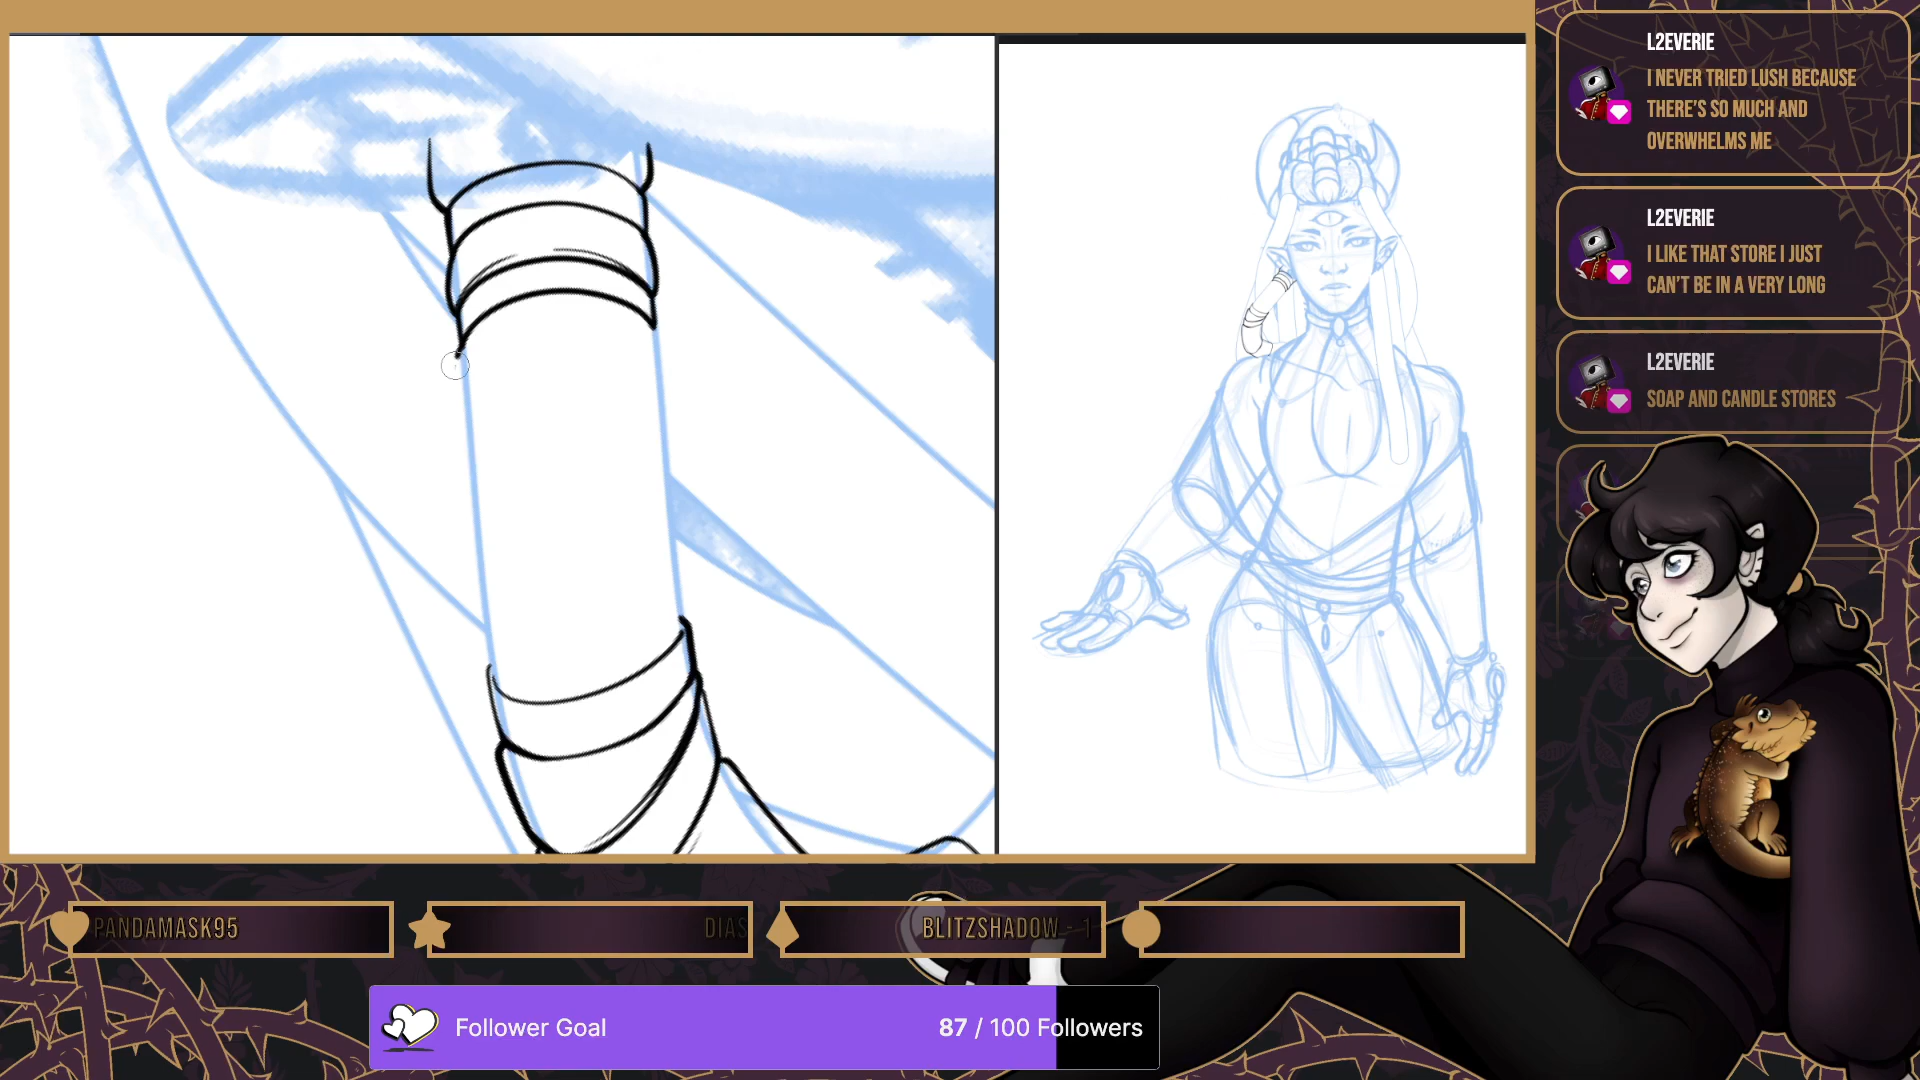 L2EVERIE
I NEVER TRIED LUSH BECAUSE
THERE'S SO MUCH AND
OVERWHELMS ME
L2EVERIE
I LIKE THAT STORE I JUST
CAN'T BE IN A VERY LONG
L2EVERIE
SOAP AND CANDLE STORES
PANDAMASK95
DIAS
BLITZSHADOW - 1
Follower Goal
87 / 100 Followers